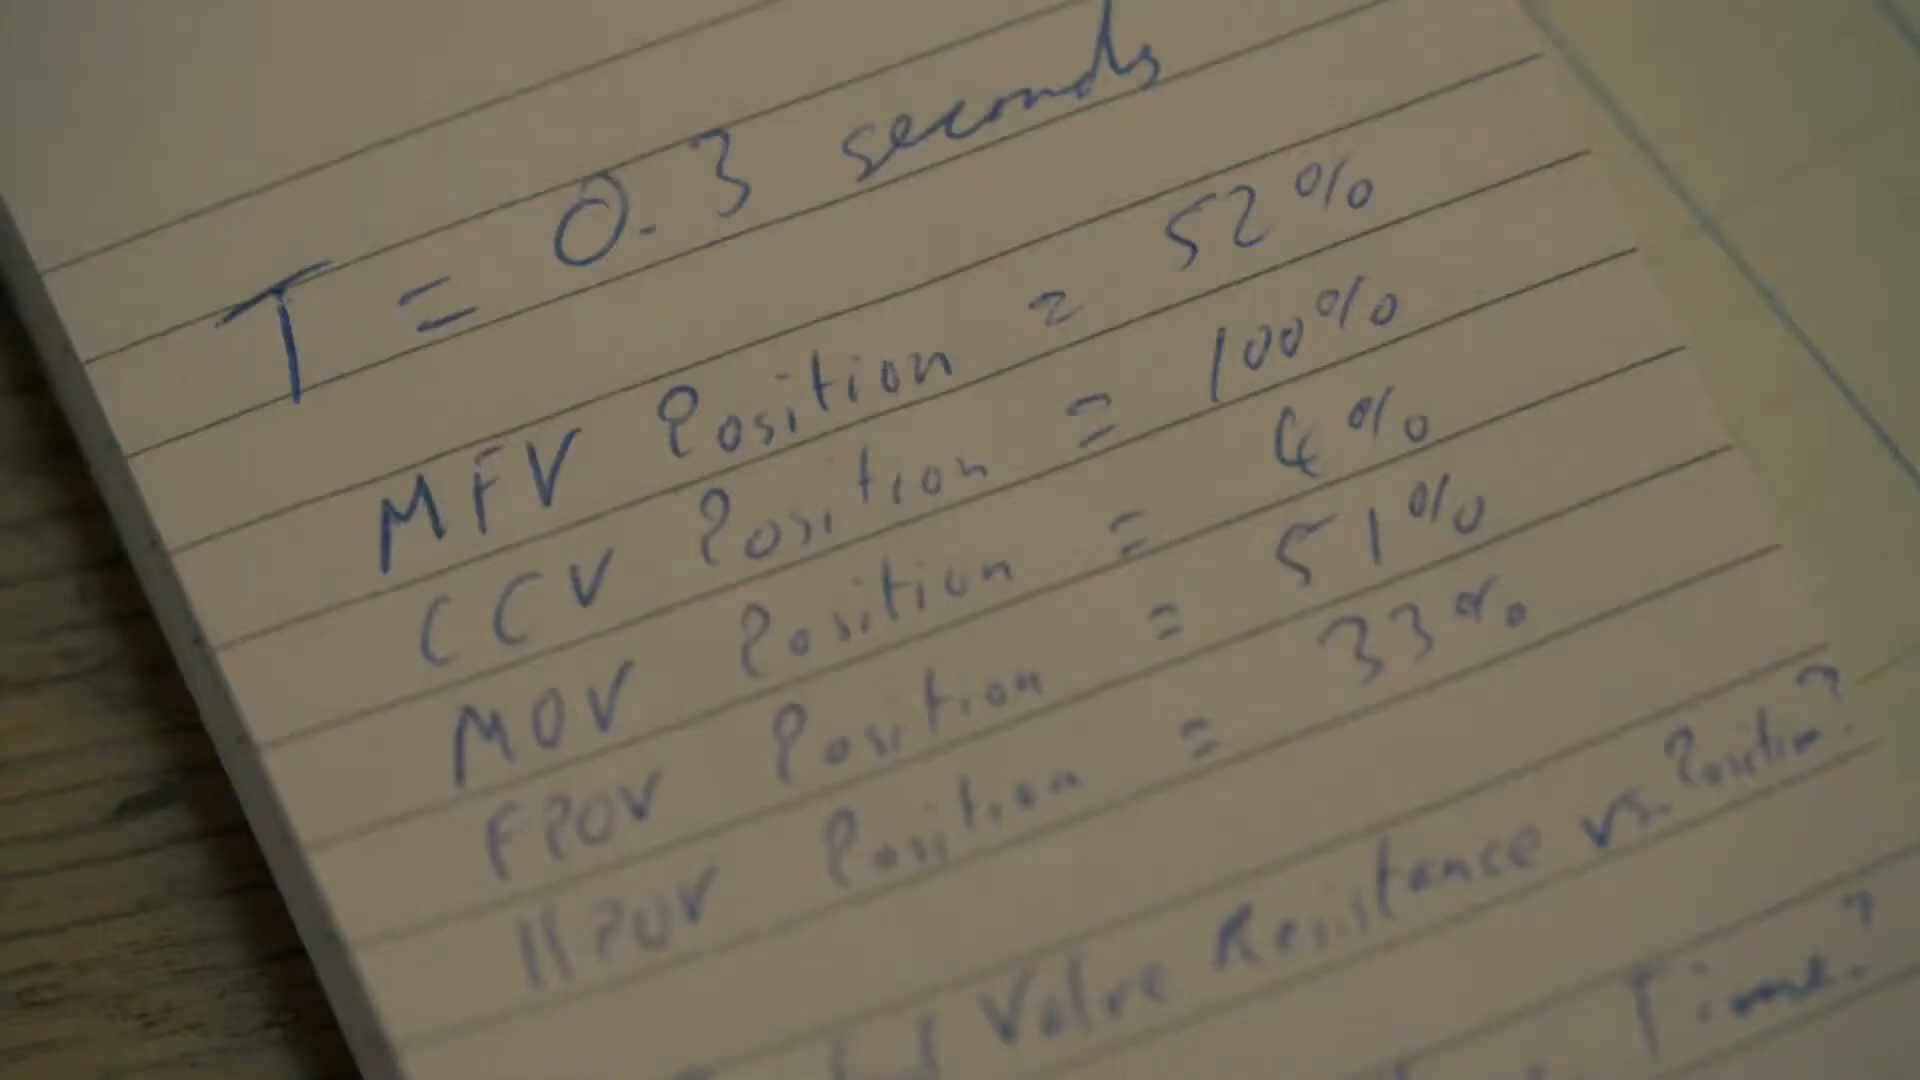 T = 0.3 seconds
MFV Position = 52%
CCV Position = 100%
MOV Position = 4%
FPOV Position = 51%
Position = 33%
Valve Resistance vs. Position?
Time?